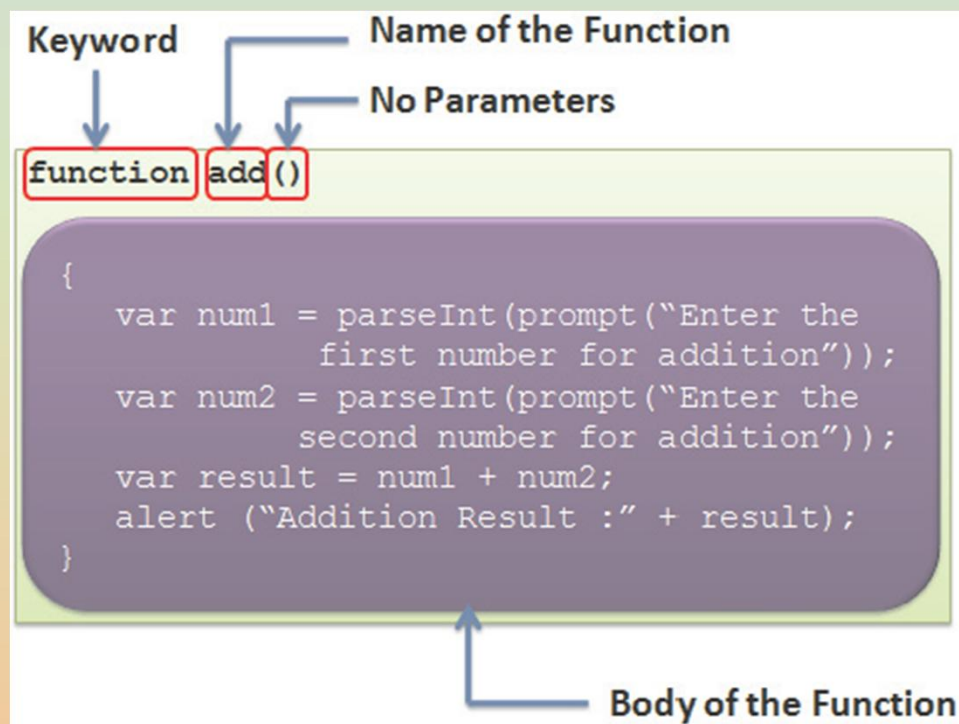 Keyword
Name of the Function
No Parameters
function add()
{
var num1 = parseInt(prompt(“Enter the
first number for addition”));
var num2 = parseInt(prompt(“Enter the
second number for addition”));
var result = num1 + num2;
alert (“Addition Result :” + result);
}
Body of the Function